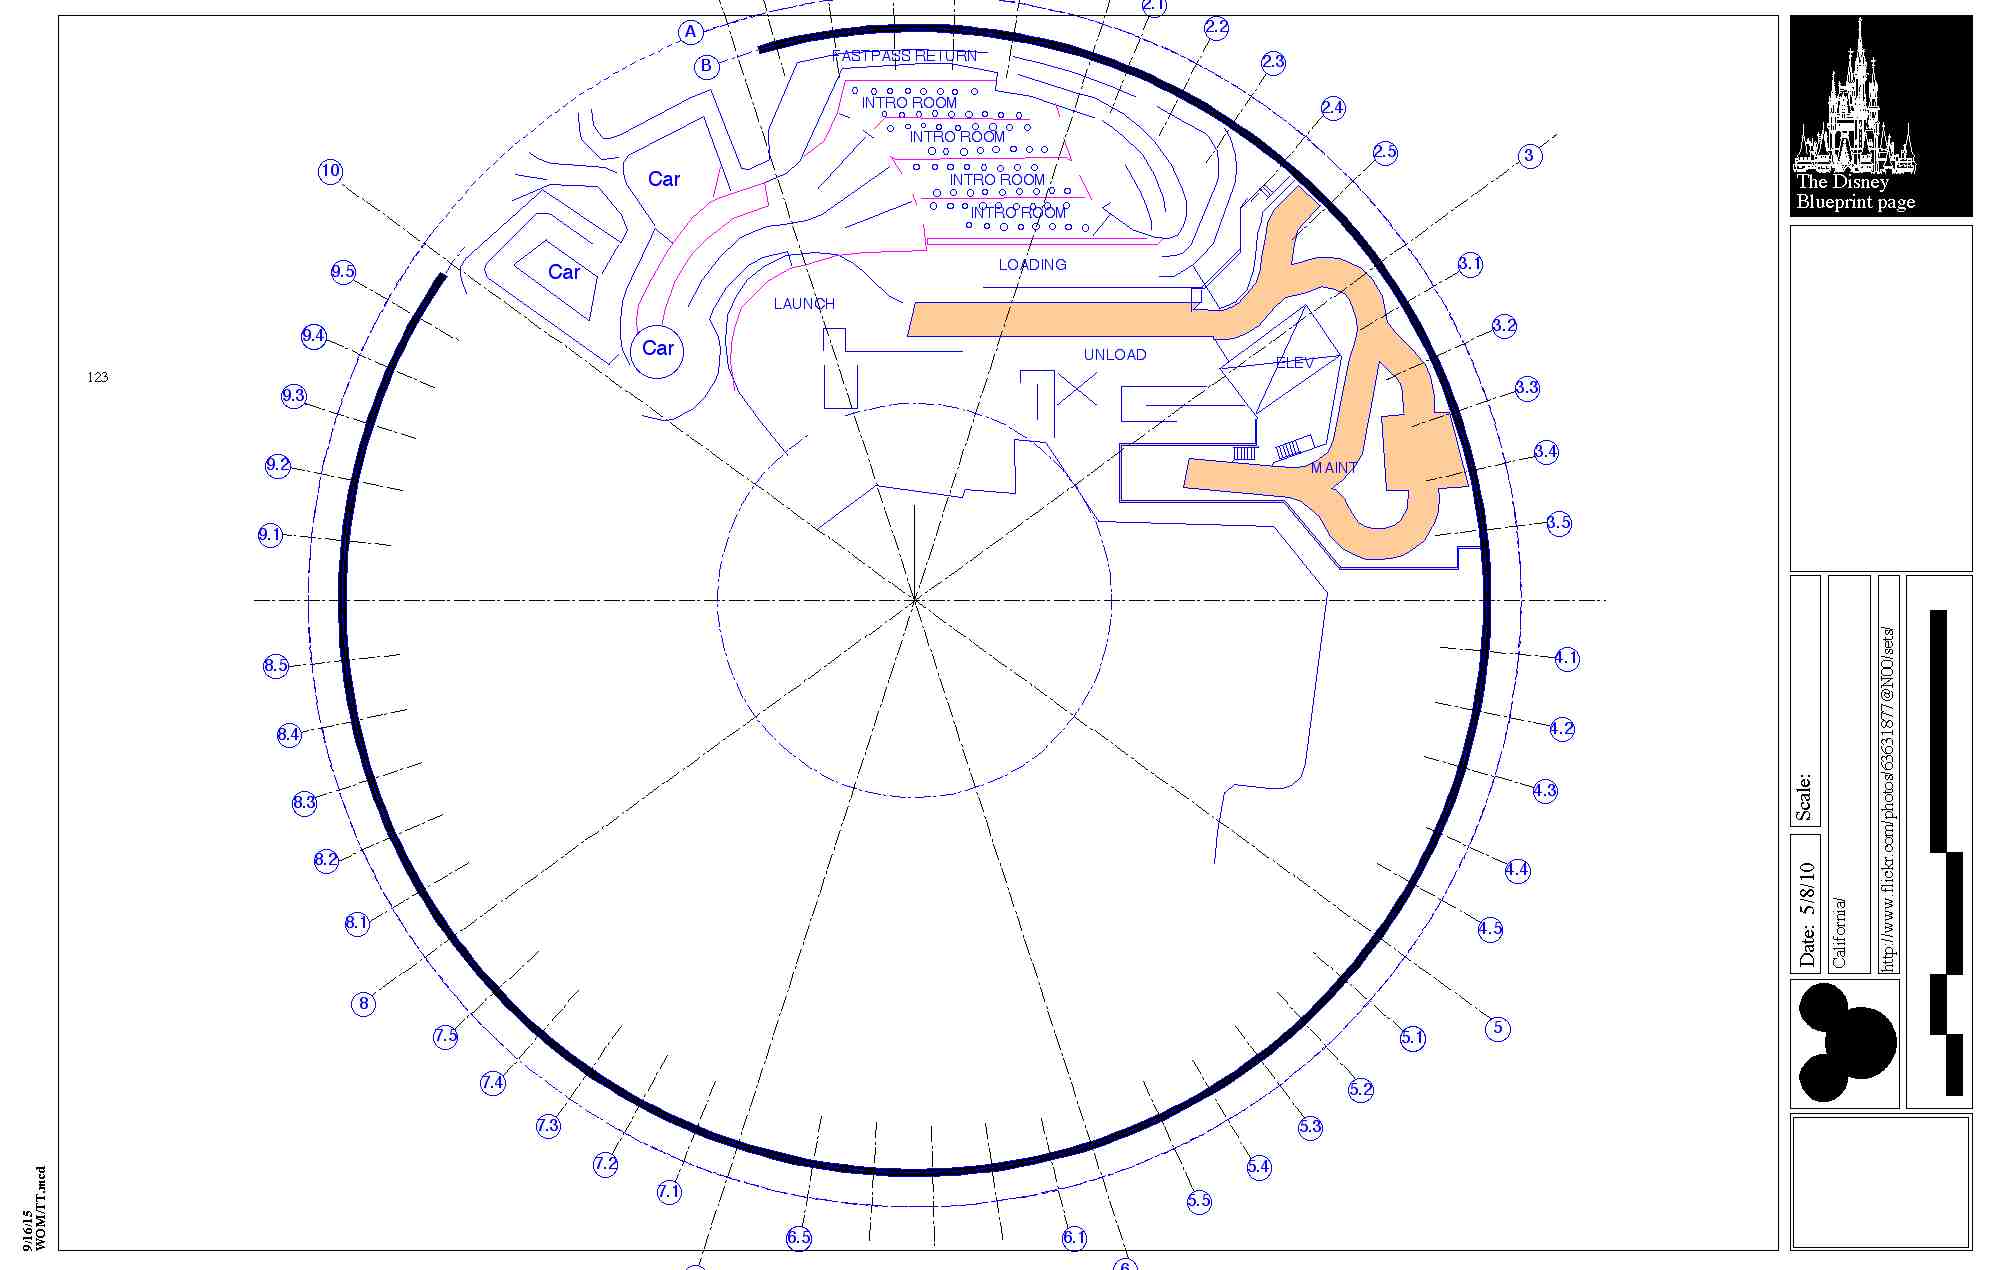 A
B
2.1
2.2
2.3
2.4
2.5
3
10
FASTPASS RETURN
INTRO ROOM
INTRO ROOM
INTRO ROOM
INTRO ROOM
Car
Car
Car
LOADING
LAUNCH
UNLOAD
ELEV
MAINT
9.5
9.4
9.3
9.2
9.1
3.1
3.2
3.3
3.4
3.5
8.5
8.4
8.3
8.2
8.1
8
4.1
4.2
4.3
4.4
4.5
5
7.5
7.4
7.3
7.2
7.1
6.5
6.1
6
5.5
5.4
5.3
5.2
5.1
123
9/16/15
WOM/TT.mcd
The Disney
Blueprint page
Scale:
Date: 5/8/10
California/
http://www.flickr.com/photos/63631877@N00/sets/